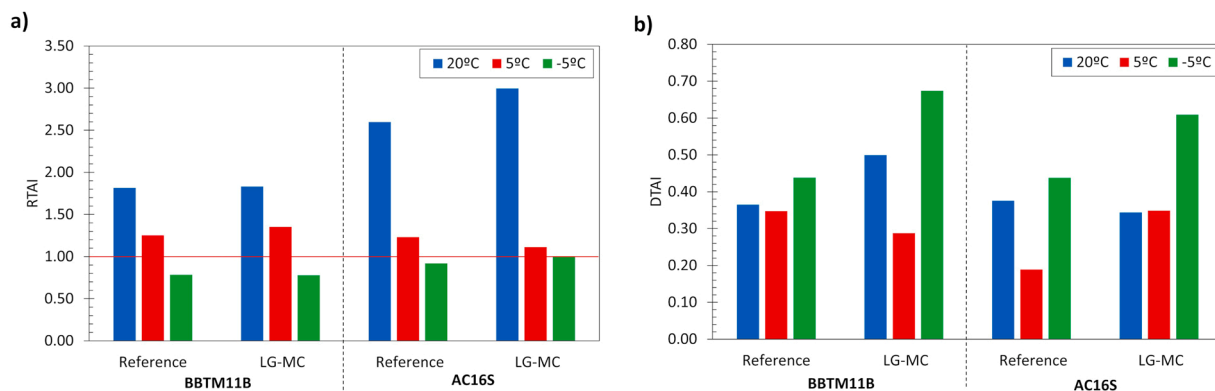 a)
3.50
3.00
2.50
2.00
1.50
1.00
0.50
0.00
RTAI
20ºC 5ºC -5ºC
Reference LG-MC Reference LG-MC
BBTM11B AC16S
b)
0.80
0.70
0.60
0.50
0.40
0.30
0.20
0.10
0.00
DTAI
20ºC 5ºC -5ºC
Reference LG-MC Reference LG-MC
BBTM11B AC16S